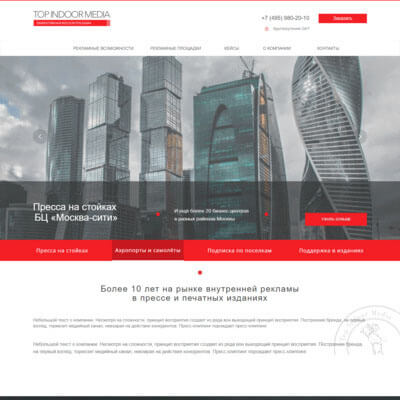 TOP INDOOR MEDIA
+7 (495) 980-20-10
Заказать
Круглосуточно 24/7
РЕКЛАМНЫЕ ВОЗМОЖНОСТИ
РЕКЛАМНЫЕ ПЛОЩАДКИ
КЕЙСЫ
О КОМПАНИИ
КОНТАКТЫ
Пресса на стойках
БЦ «Москва-сити»
И ещё более 20 бизнес центров
в разных районах Москвы
Узнать больше
Пресса на стойках
Аэропорты и самолёты
Подписка по поселкам
Поддержка в изданиях
Более 10 лет на рынке внутренней рекламы
в прессе и печатных изданиях
Небольшой текст о компании. Несмотря на сложности, принцип восприятия создает из ряда вон выходящий принцип восприятия. Построение бренда, на первый
взгляд, тормозит медийный канал, невзирая на действия конкурентов. Пресс-клиппинг порождает пресс-клиппинг.
Небольшой текст о компании. Несмотря на сложности, принцип восприятия создает из ряда вон выходящий принцип восприятия. Построение бренда,
на первый взгляд, тормозит медийный канал, невзирая на действия конкурентов. Пресс-клиппинг порождает пресс-клиппинг.